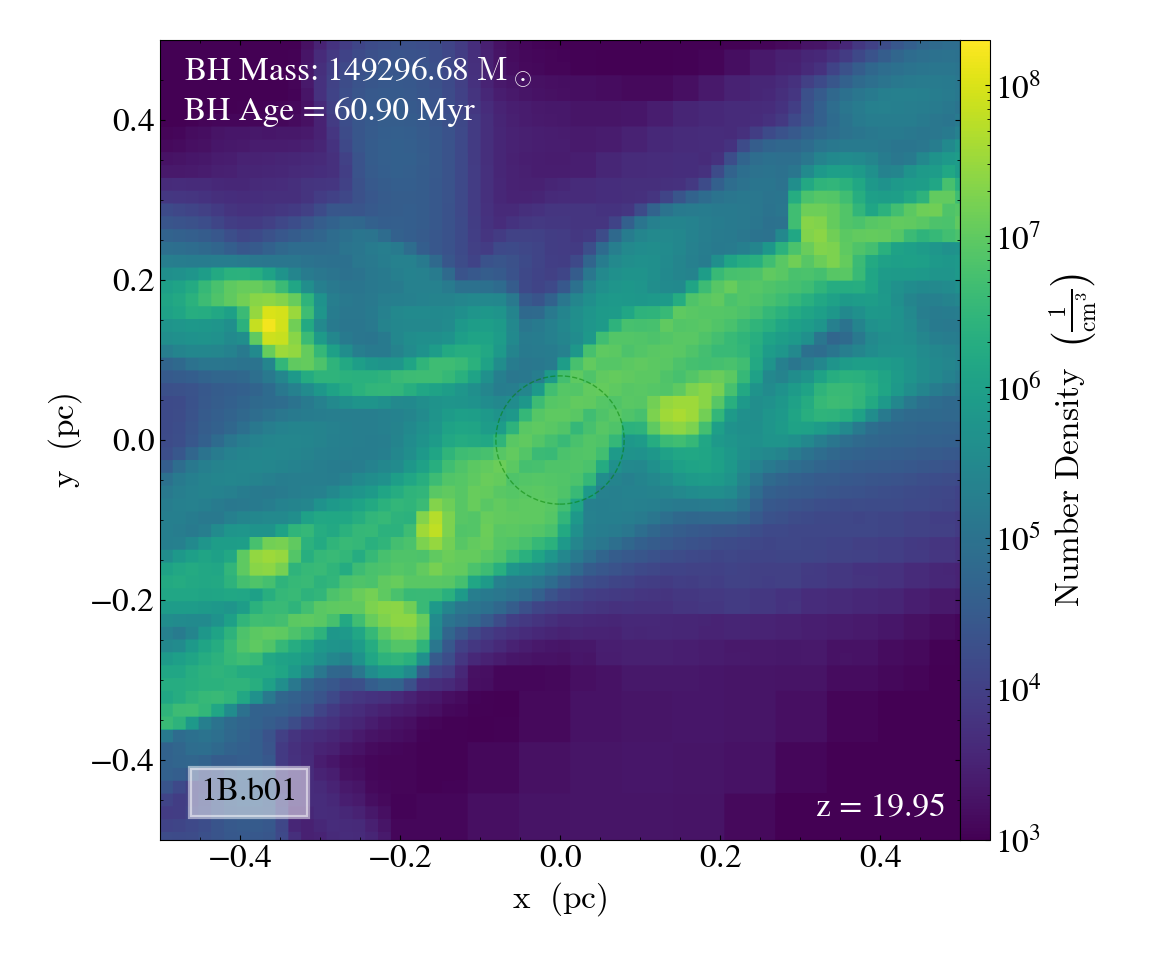 BH Mass: 149296.68 M⊙
BH Age = 60.90 Myr
0.4
0.2
0.0
−0.2
−0.4
y (pc)
1B.b01
z = 19.95
−0.4 −0.2 0.0 0.2 0.4
x (pc)
10⁸
10⁷
10⁶
10⁵
10⁴
10³
Number Density (1/cm³)